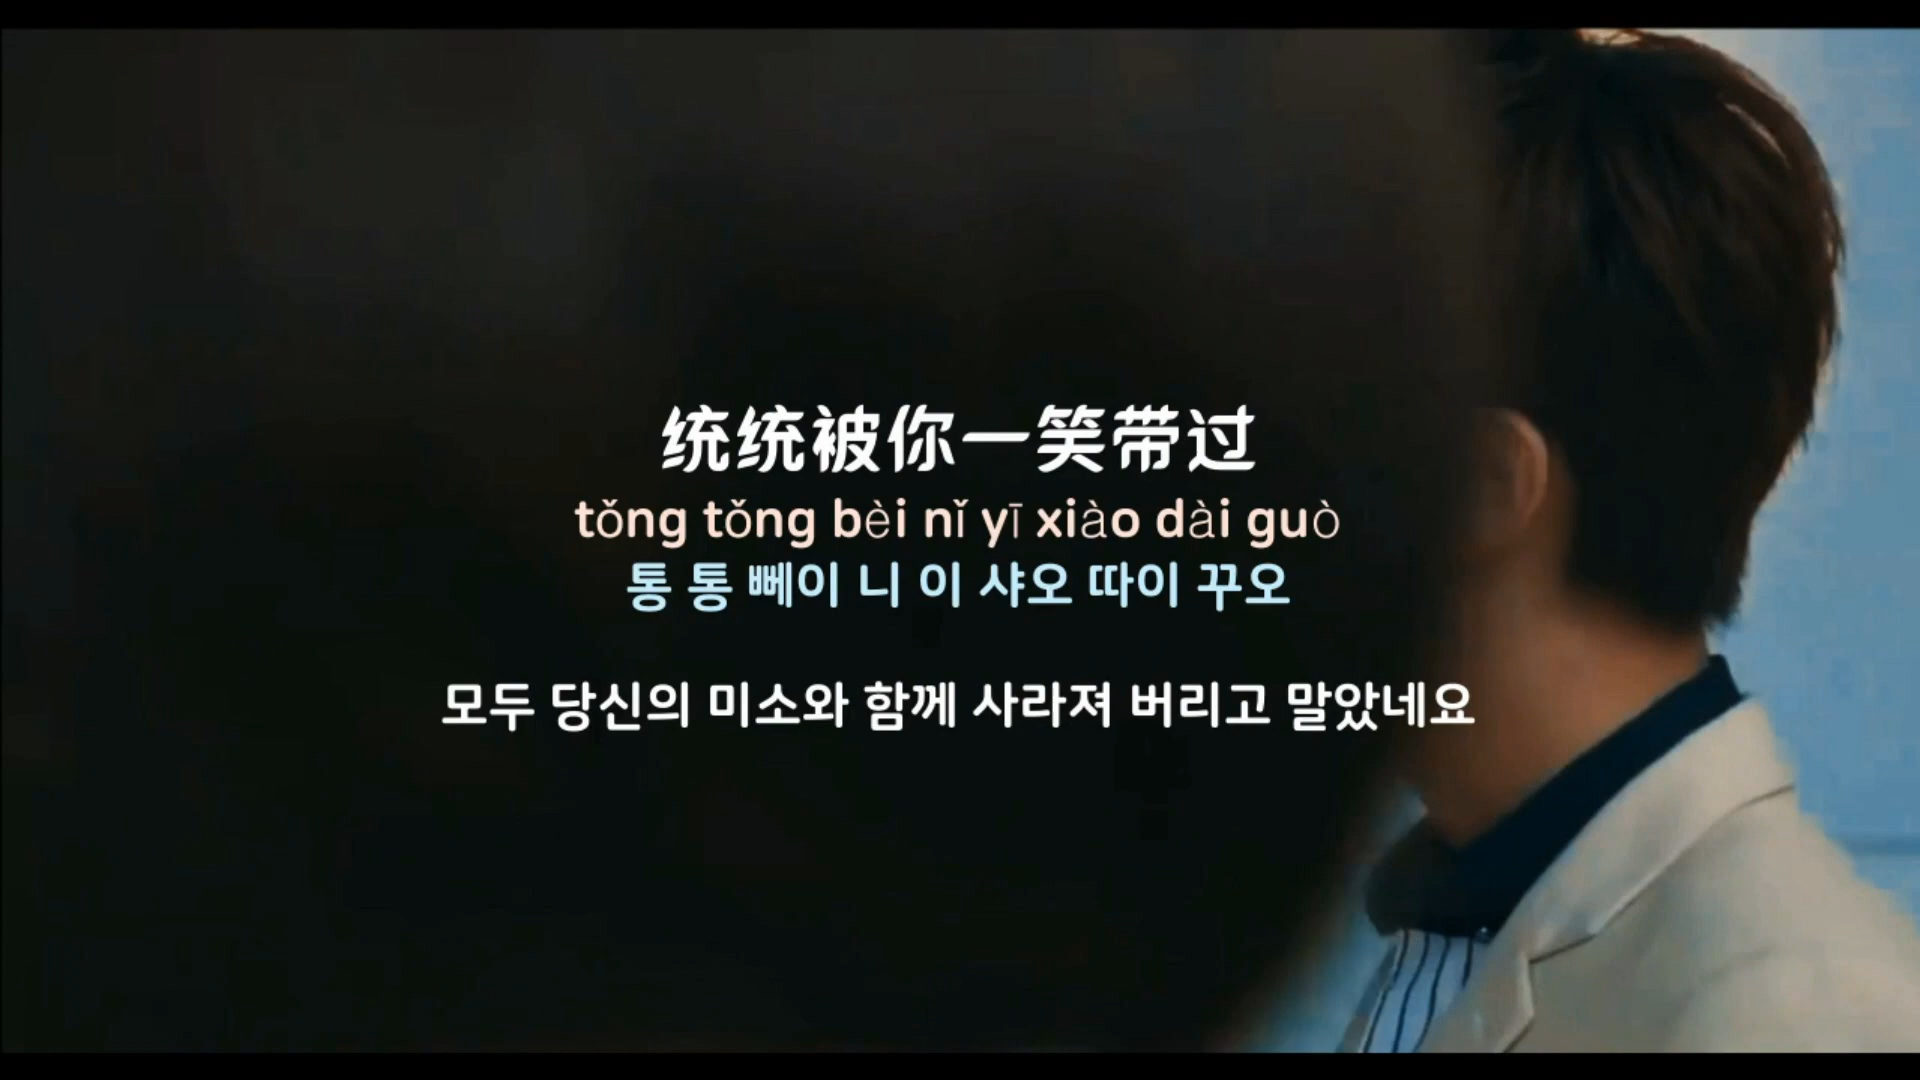 统统被你一笑带过
tǒng tǒng bèi nǐ yī xiào dài guò
통 통 뻬이 니 이 샤오 따이 꾸오
모두 당신의 미소와 함께 사라져 버리고 말았네요